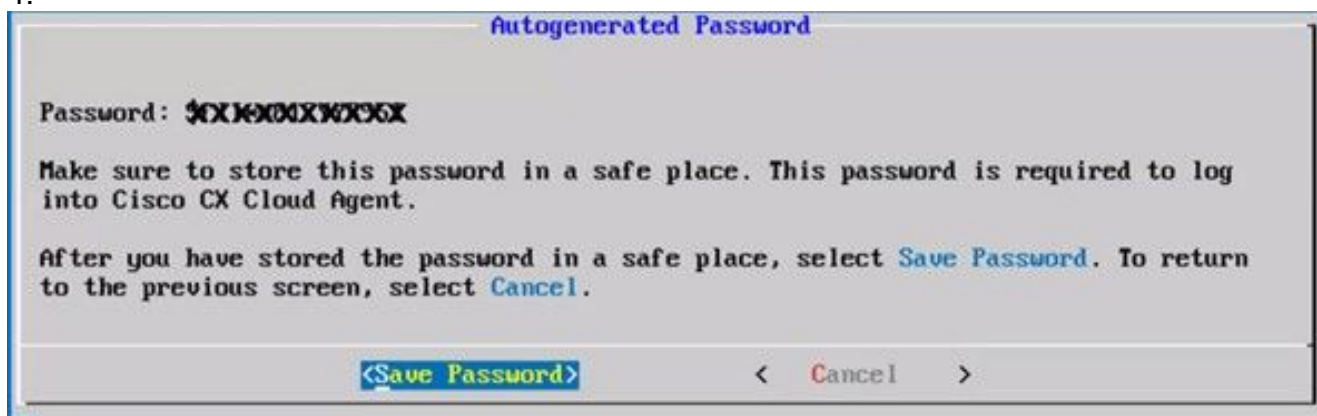 Autogenerated Password
Password:
Make sure to store this password in a safe place. This password is required to log
into Cisco CX Cloud Agent.
After you have stored the password in a safe place, select Save Password. To return
to the previous screen, select Cancel.
<Save Password> < Cancel >